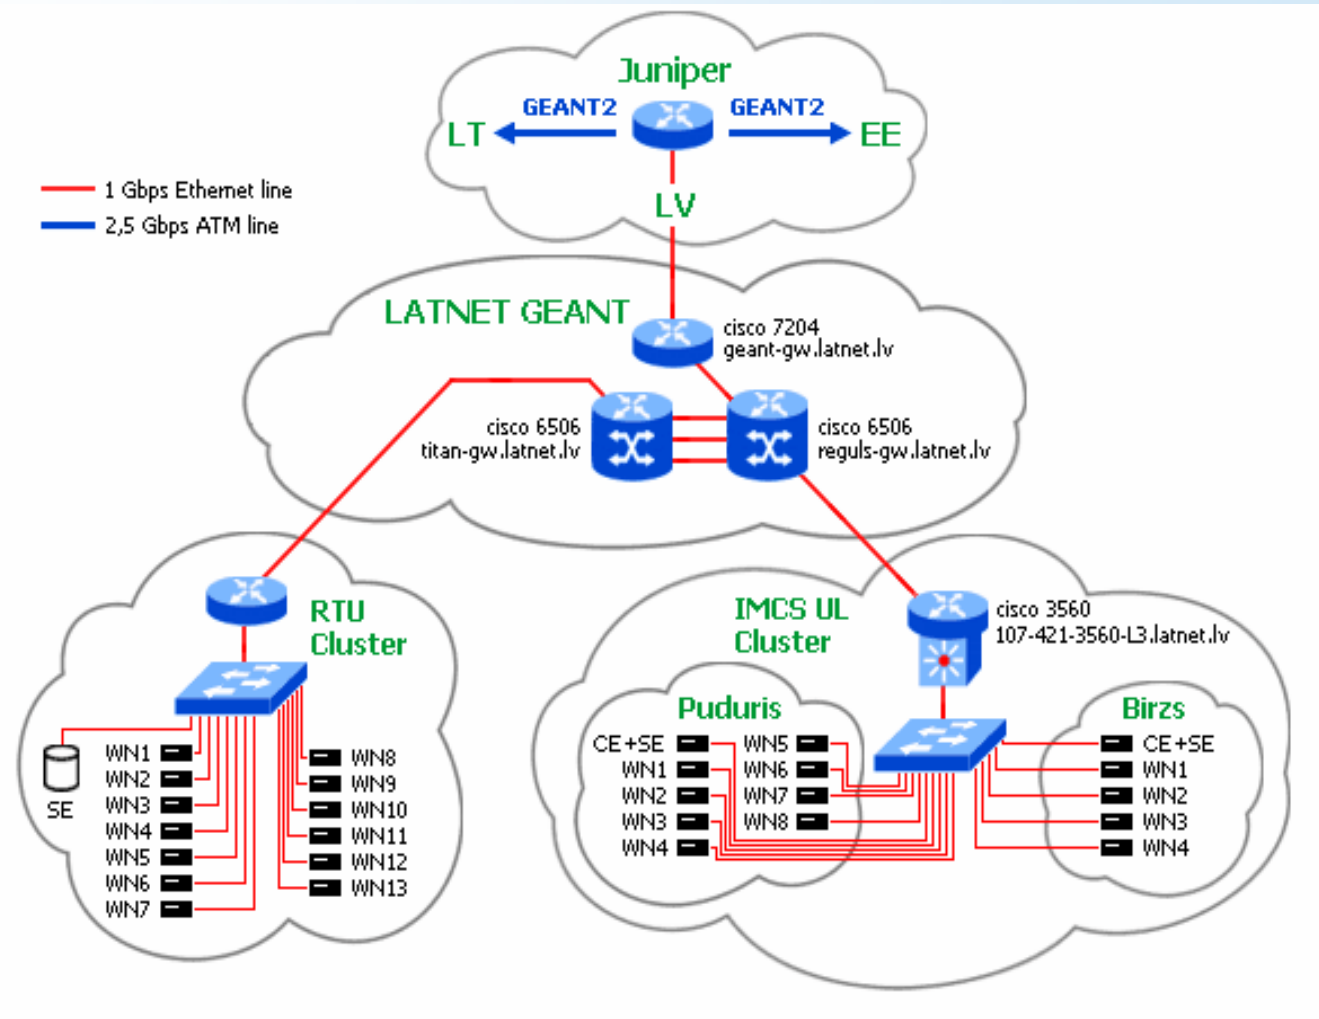 Juniper
GEANT2
GEANT2
LT
EE
LV
1 Gbps Ethernet line
2,5 Gbps ATM line
LATNET GEANT
cisco 7204
geant-gw.latnet.lv
cisco 6506
titan-gw.latnet.lv
cisco 6506
reguls-gw.latnet.lv
RTU
Cluster
SE
WN1
WN2
WN3
WN4
WN5
WN6
WN7
WN8
WN9
WN10
WN11
WN12
WN13
IMCS UL
Cluster
cisco 3560
107-421-3560-L3.latnet.lv
Puduris
CE+SE
WN1
WN2
WN3
WN4
WN5
WN6
WN7
WN8
Birzs
CE+SE
WN1
WN2
WN3
WN4